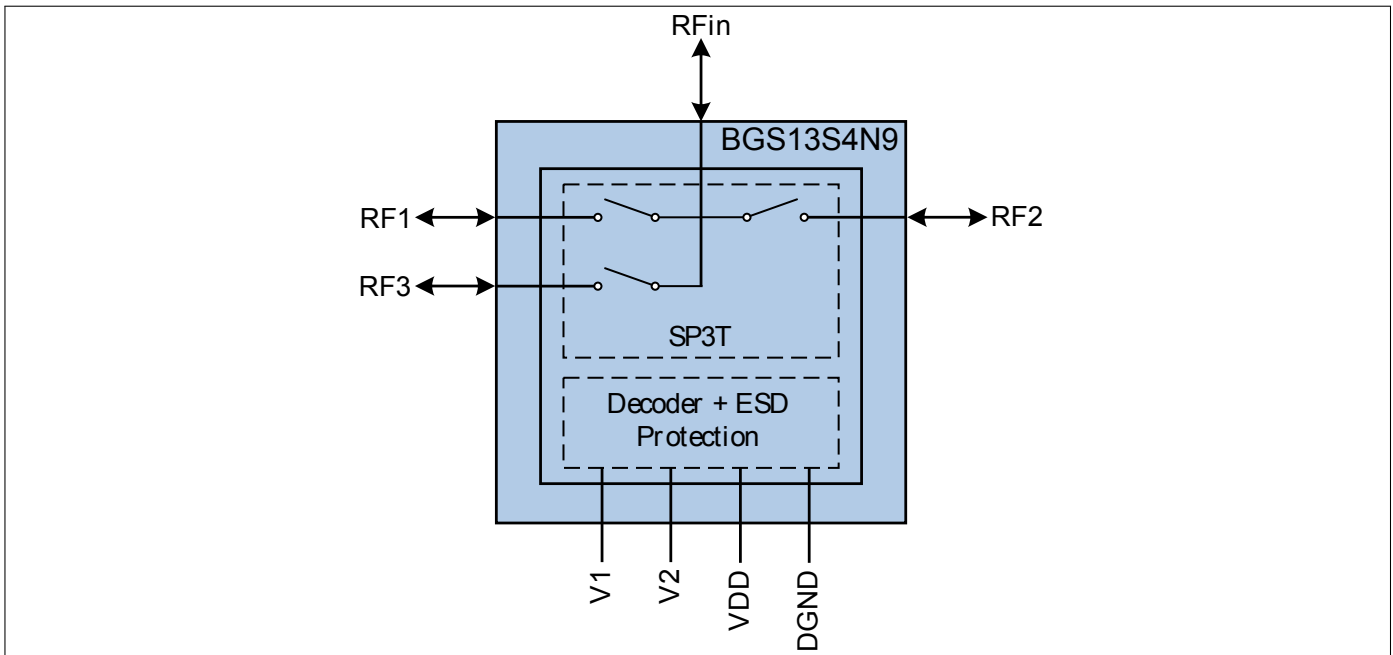 RFin
BGS13S4N9
RF1
RF2
RF3
SP3T
Decoder + ESD
Protection
V1
V2
VDD
DGND